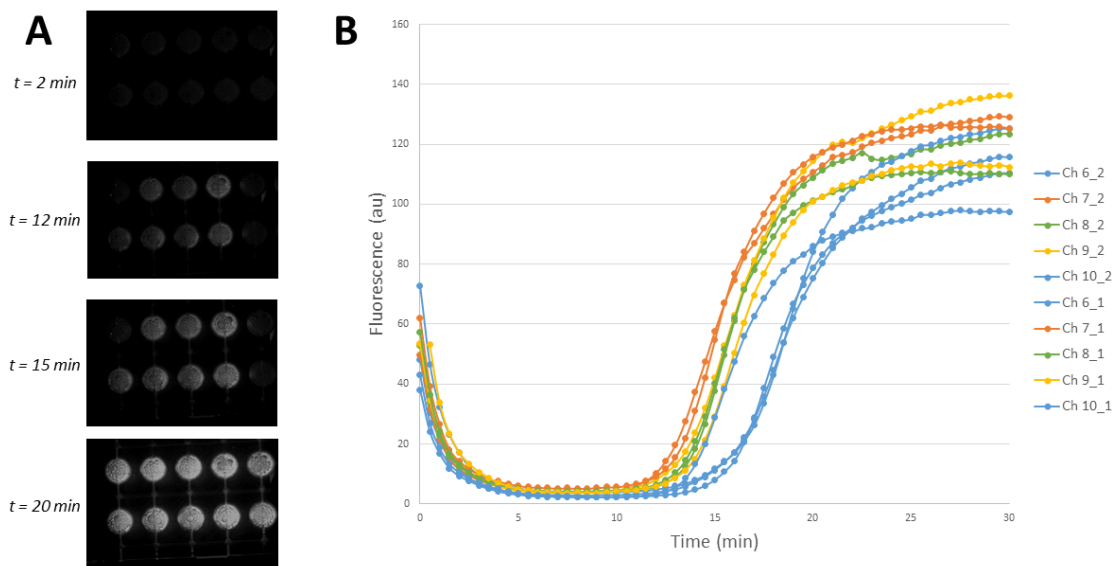 A
t = 2 min
t = 12 min
t = 15 min
t = 20 min
B
160
140
120
100
80
60
40
20
0
Fluorescence (au)
0
5
10
15
20
25
30
Time (min)
Ch 6_2
Ch 7_2
Ch 8_2
Ch 9_2
Ch 10_2
Ch 6_1
Ch 7_1
Ch 8_1
Ch 9_1
Ch 10_1